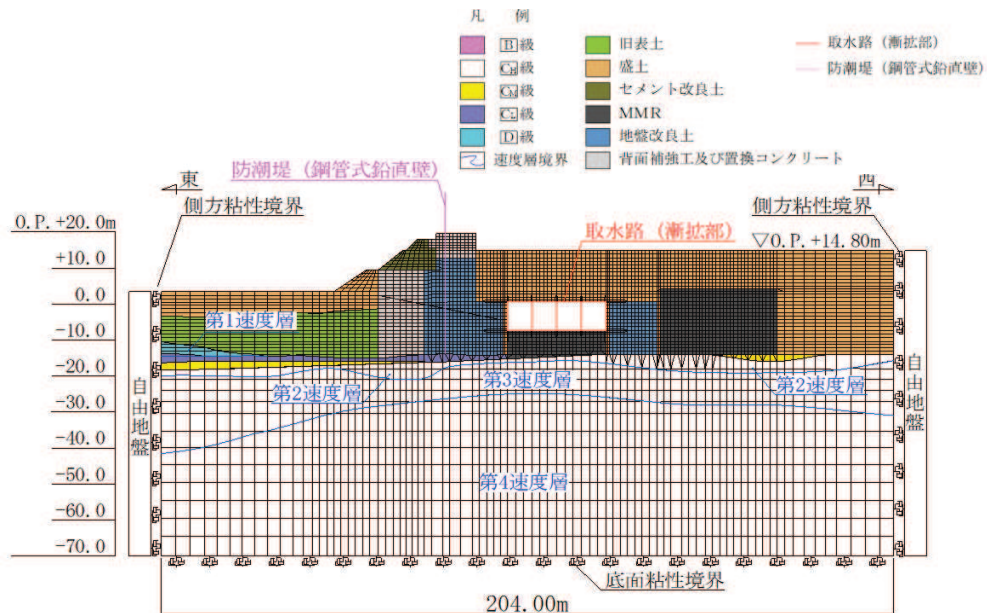 凡 例
B級
CH級
CM級
CL級
D級
速度層境界
旧表土
盛土
セメント改良土
MMR
地盤改良土
背面補強工及び置換コンクリート
取水路（漸拡部）
防潮堤（鋼管式鉛直壁）
防潮堤（鋼管式鉛直壁）
東
西
側方粘性境界
側方粘性境界
O.P.+20.0m
取水路（漸拡部）
▽O.P.+14.80m
+10.0
0.0
-10.0
-20.0
-30.0
-40.0
-50.0
-60.0
-70.0
第1速度層
第2速度層
第3速度層
第2速度層
第4速度層
自由地盤
自由地盤
底面粘性境界
204.00m